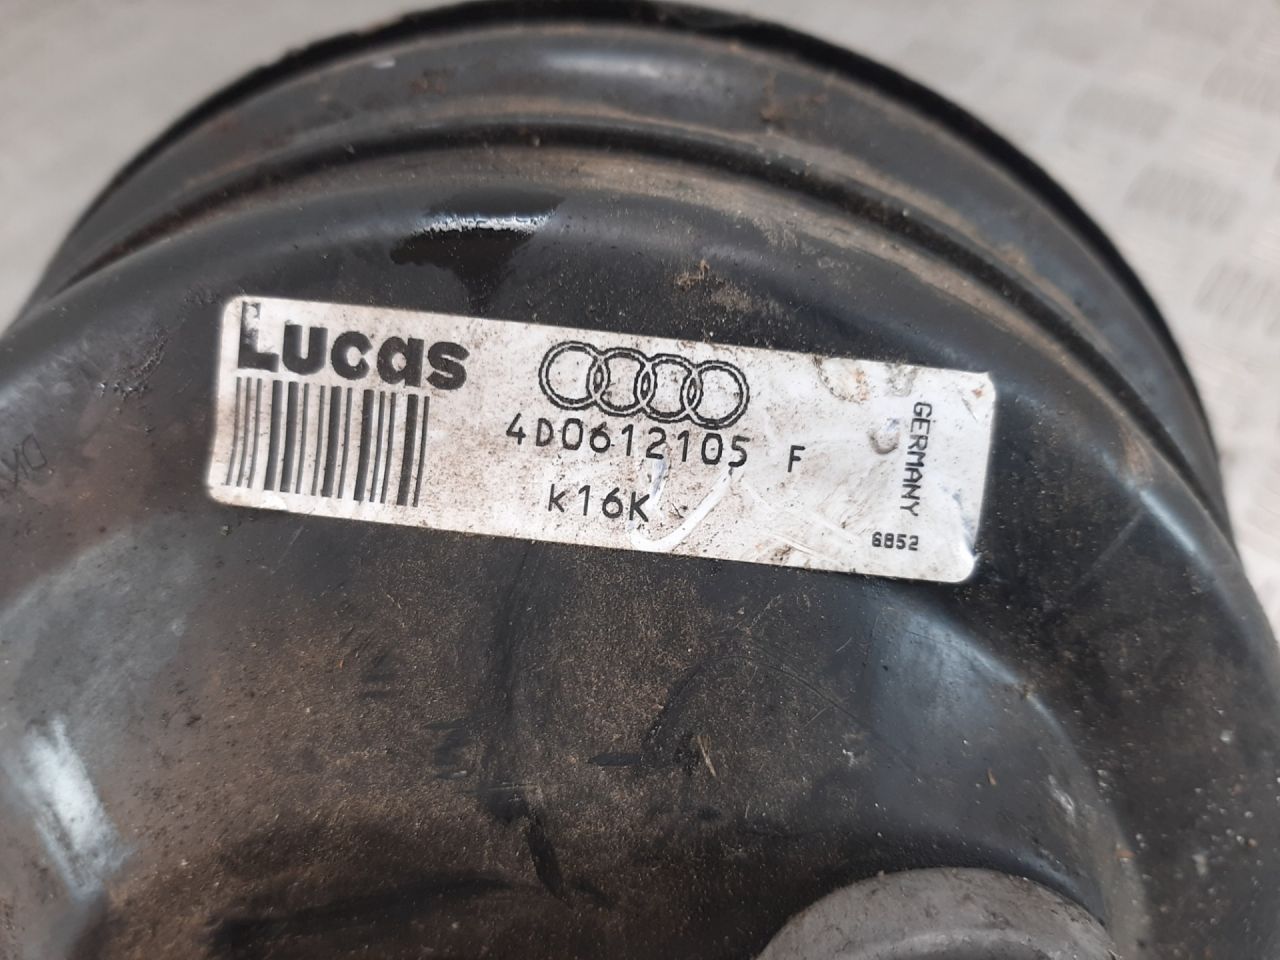 Lucas
4D0612105 F
K16K
GERMANY
6852